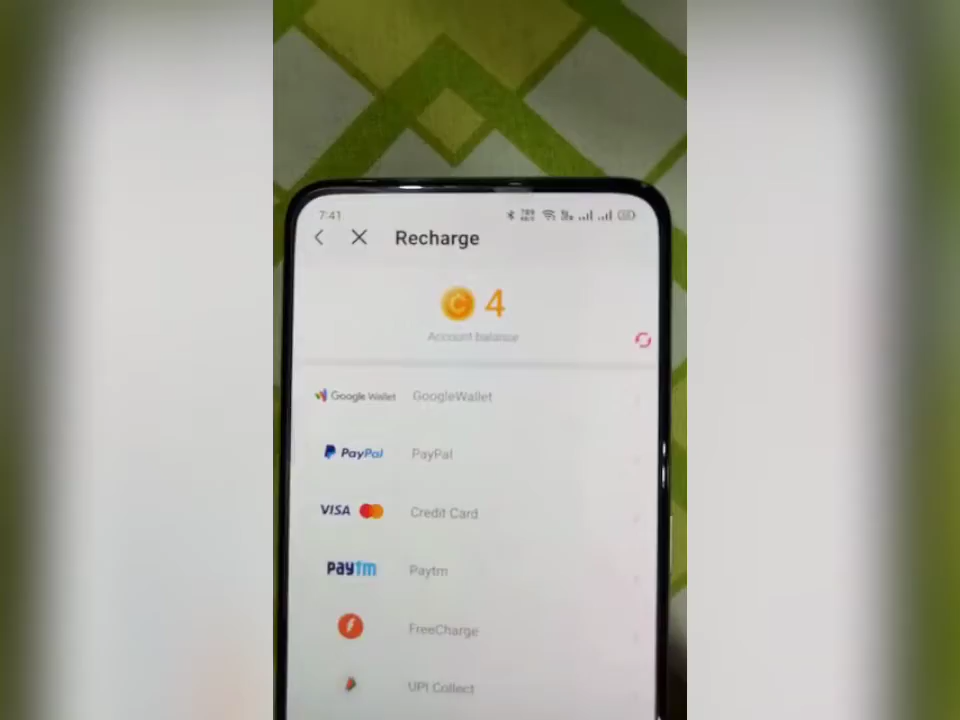 7:41
Recharge
4
Account balance
Google Wallet GoogleWallet
PayPal PayPal
VISA Credit Card
Paytm Paytm
FreeCharge
UPI Collect